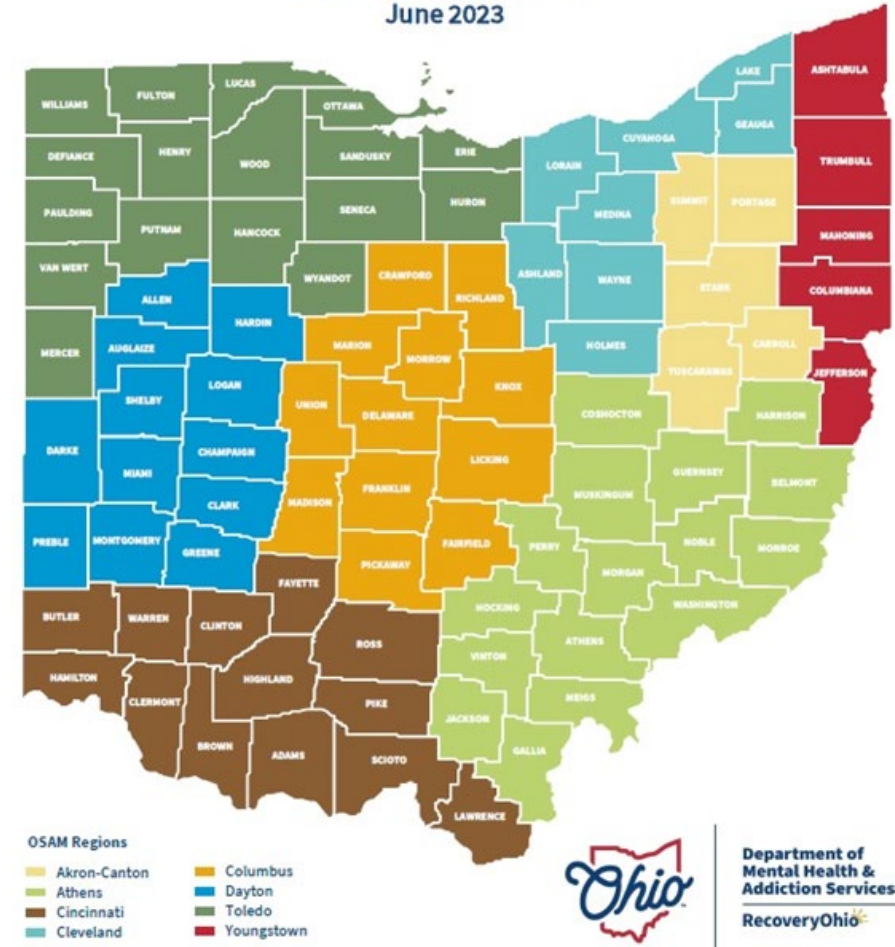 June 2023
LAKE
ASHTABULA
LUCAS
FULTON
WILLIAMS
OTTAWA
GEAUGA
CUYAHOGA
DEFIANCE
HENRY
WOOD
SANDUSKY
ERIE
LORAIN
TRUMBULL
PAULDING
SENECA
HURON
MEDINA
SUMMIT
PORTAGE
PUTNAM
HANCOCK
MAHONING
VAN WERT
WYANDOT
CRAWFORD
RICHLAND
ASHLAND
WAYNE
STARK
COLUMBIANA
ALLEN
HARDIN
MERCER
AUGLAIZE
MARION
MORROW
HOLMES
CARROLL
TUSCARAWAS
JEFFERSON
SHELBY
LOGAN
UNION
KNOX
DELAWARE
COSHOCTON
HARRISON
DARKE
CHAMPAIGN
LICKING
MIAMI
GUERNSEY
BELMONT
CLARK
MADISON
FRANKLIN
MUSKINGUM
PREBLE
MONTGOMERY
GREENE
FAIRFIELD
PERRY
NOBLE
MONROE
PICKAWAY
MORGAN
FAYETTE
HOCKING
WASHINGTON
BUTLER
WARREN
CLINTON
ROSS
ATHENS
VINTON
HAMILTON
HIGHLAND
CLERMONT
PIKE
MEIGS
JACKSON
BROWN
ADAMS
SCIOTO
GALLIA
LAWRENCE
OSAM Regions
Akron-Canton
Athens
Cincinnati
Cleveland
Columbus
Dayton
Toledo
Youngstown
Ohio
Department of
Mental Health &
Addiction Services
RecoveryOhio